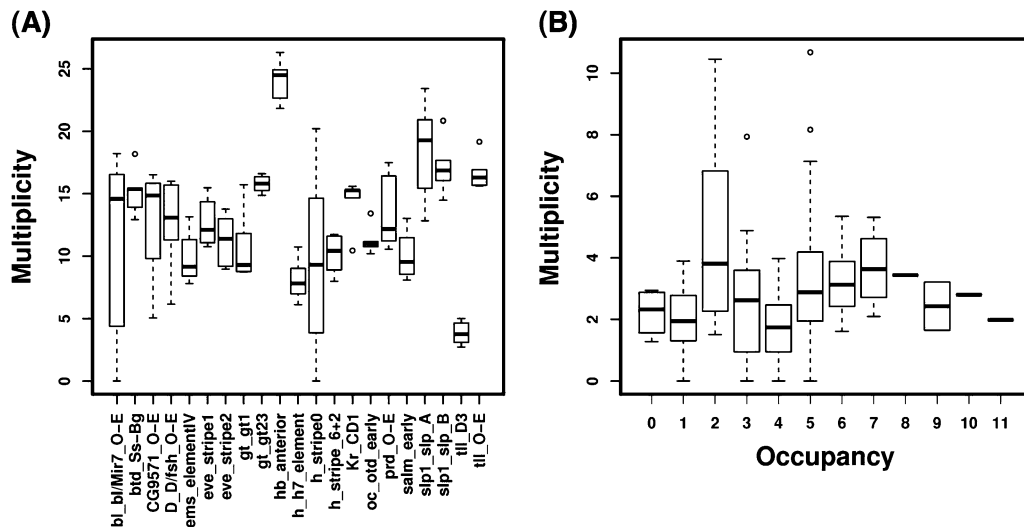 (A)
Multiplicity
25
20
15
10
5
0
bl_bl/Mir7_O-E
btd_Ss-Bg
CG9571_O-E
D_D/fsh_O-E
ems_elementIV
eve_stripe1
eve_stripe2
gt_gt1
gt_gt23
hb_anterior
h_h7_element
h_stripe0
h_stripe_6+2
Kr_CD1
oc_otd_early
prd_O-E
salm_early
slp1_slp_A
slp1_slp_B
tll_D3
tll_O-E
(B)
Multiplicity
10
8
6
4
2
0
0 1 2 3 4 5 6 7 8 9 10 11
Occupancy